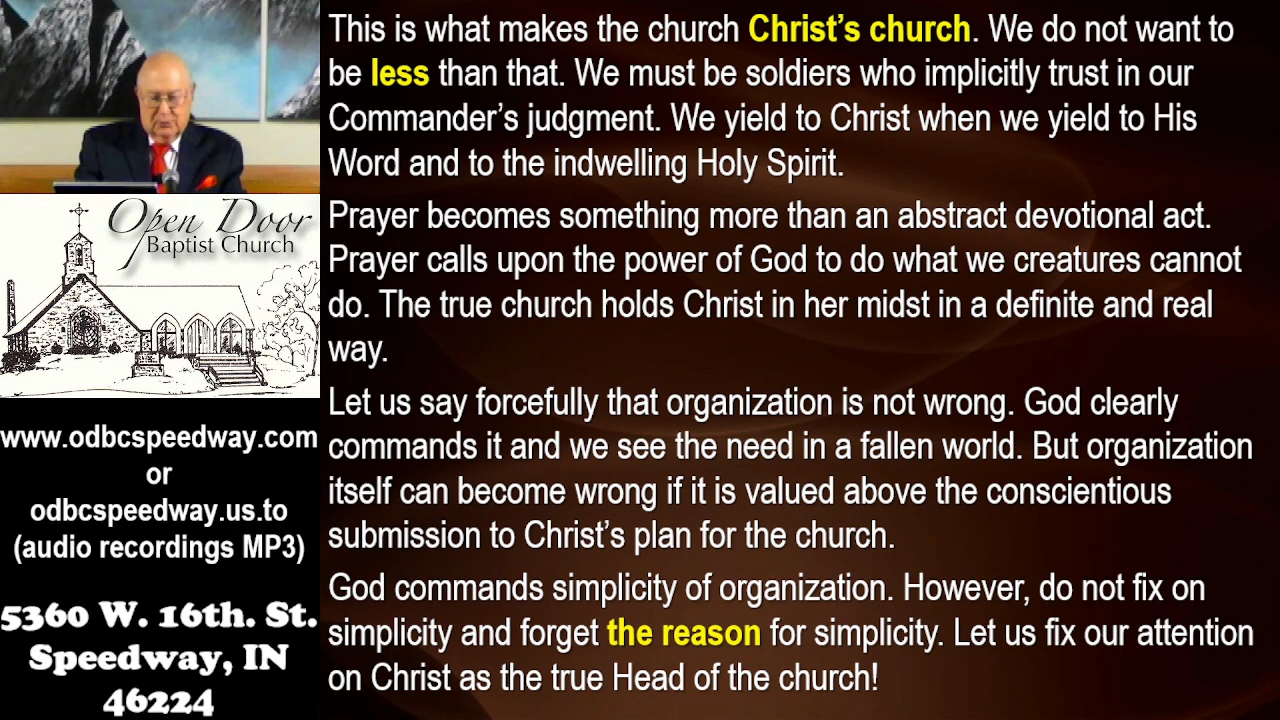 This is what makes the church Christ’s church. We do not want to
be less than that. We must be soldiers who implicitly trust in our
Commander’s judgment. We yield to Christ when we yield to His
Word and to the indwelling Holy Spirit.
Prayer becomes something more than an abstract devotional act.
Prayer calls upon the power of God to do what we creatures cannot
do. The true church holds Christ in her midst in a definite and real
way.
Let us say forcefully that organization is not wrong. God clearly
commands it and we see the need in a fallen world. But organization
itself can become wrong if it is valued above the conscientious
submission to Christ’s plan for the church.
God commands simplicity of organization. However, do not fix on
simplicity and forget the reason for simplicity. Let us fix our attention
on Christ as the true Head of the church!
Open Door
Baptist Church
www.odbcspeedway.com
or
odbcspeedway.us.to
(audio recordings MP3)
5360 W. 16th. St.
Speedway, IN
46224